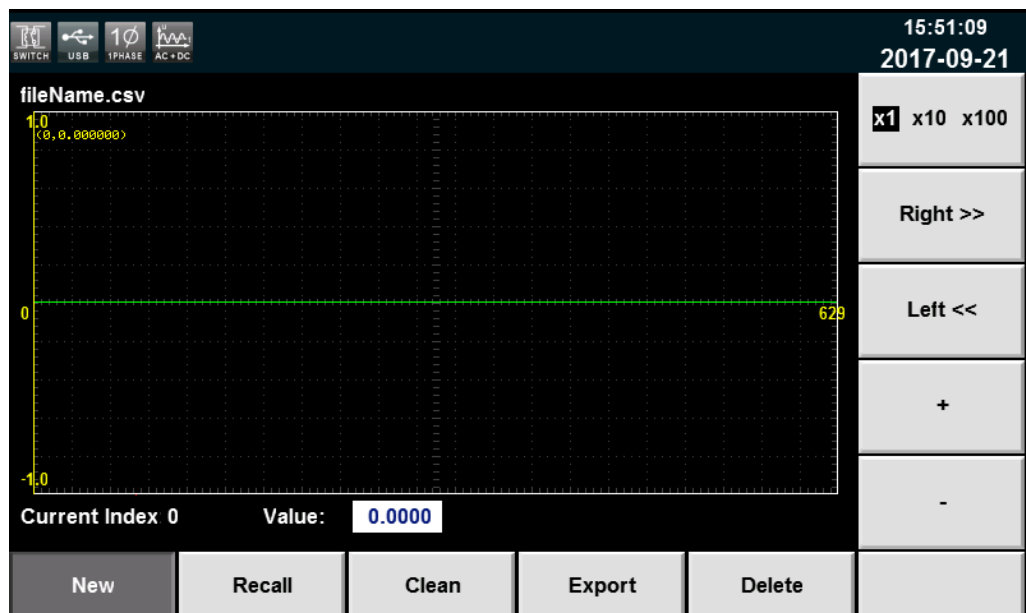 SWITCH USB 1Ø 1PHASE AC+DC
15:51:09
2017-09-21
fileName.csv
1.0
(0,0.000000)
0
629
-1.0
Current Index 0 Value: 0.0000
x1 x10 x100
Right >>
Left <<
+
-
New Recall Clean Export Delete